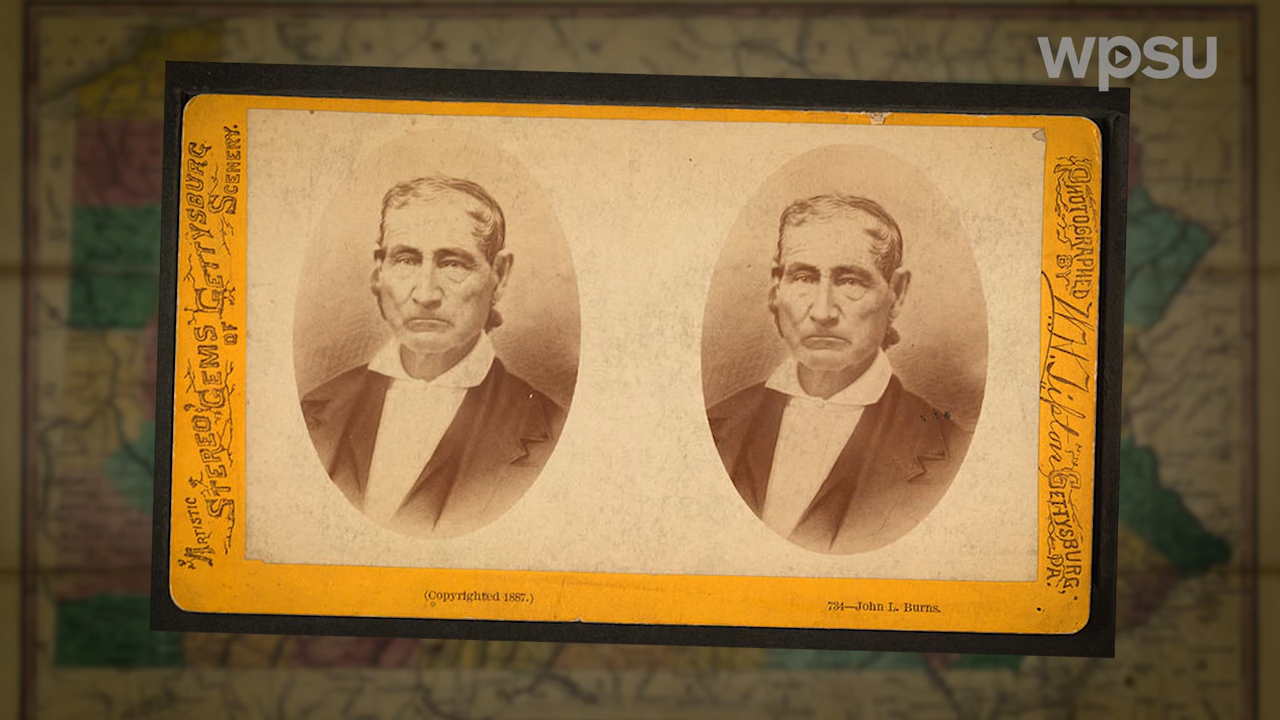 wpsu
ARTISTIC &
STEREO' GEMS GETTYSBURG
OF SCENERY.
PHOTOGRAPHED
BY
W.H. Tipton
GETTYSBURG,
PA.
(Copyrighted 1887.)
734—John L. Burns.